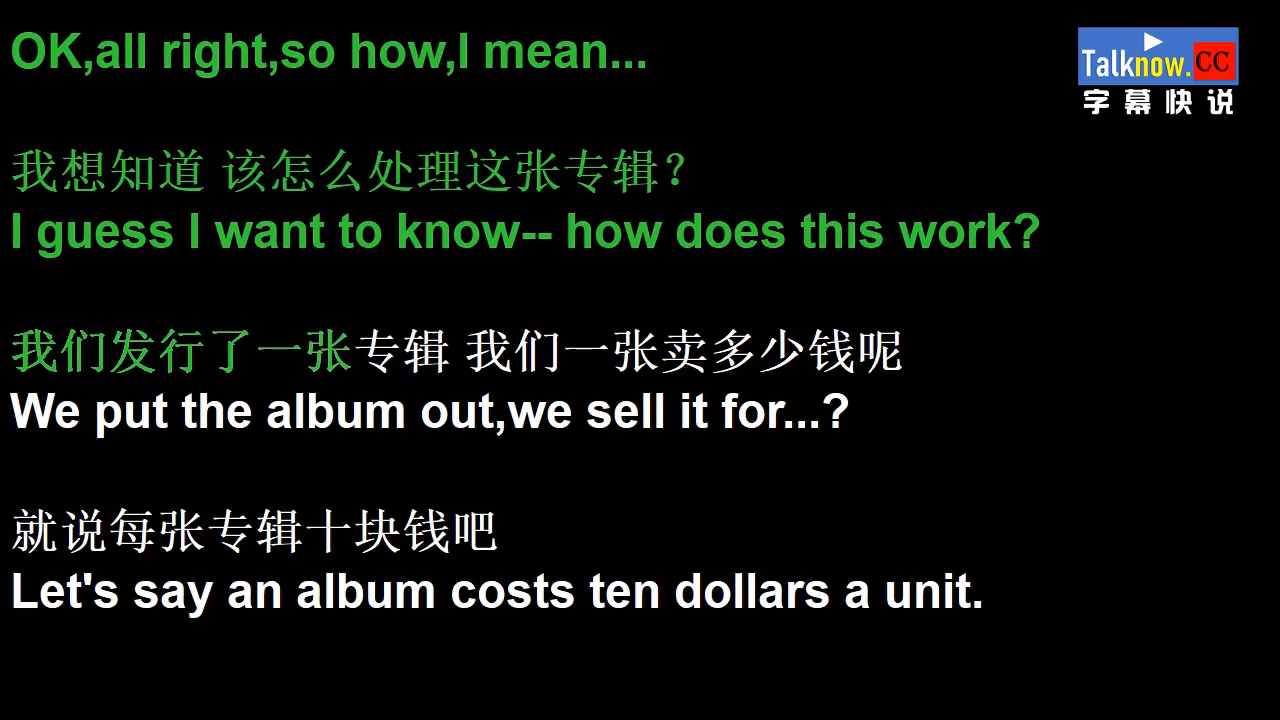 OK,all right,so how,I mean...
Talknow.CC
字幕快说
我想知道 该怎么处理这张专辑?
I guess I want to know-- how does this work?
我们发行了一张专辑 我们一张卖多少钱呢
We put the album out,we sell it for...?
就说每张专辑十块钱吧
Let's say an album costs ten dollars a unit.